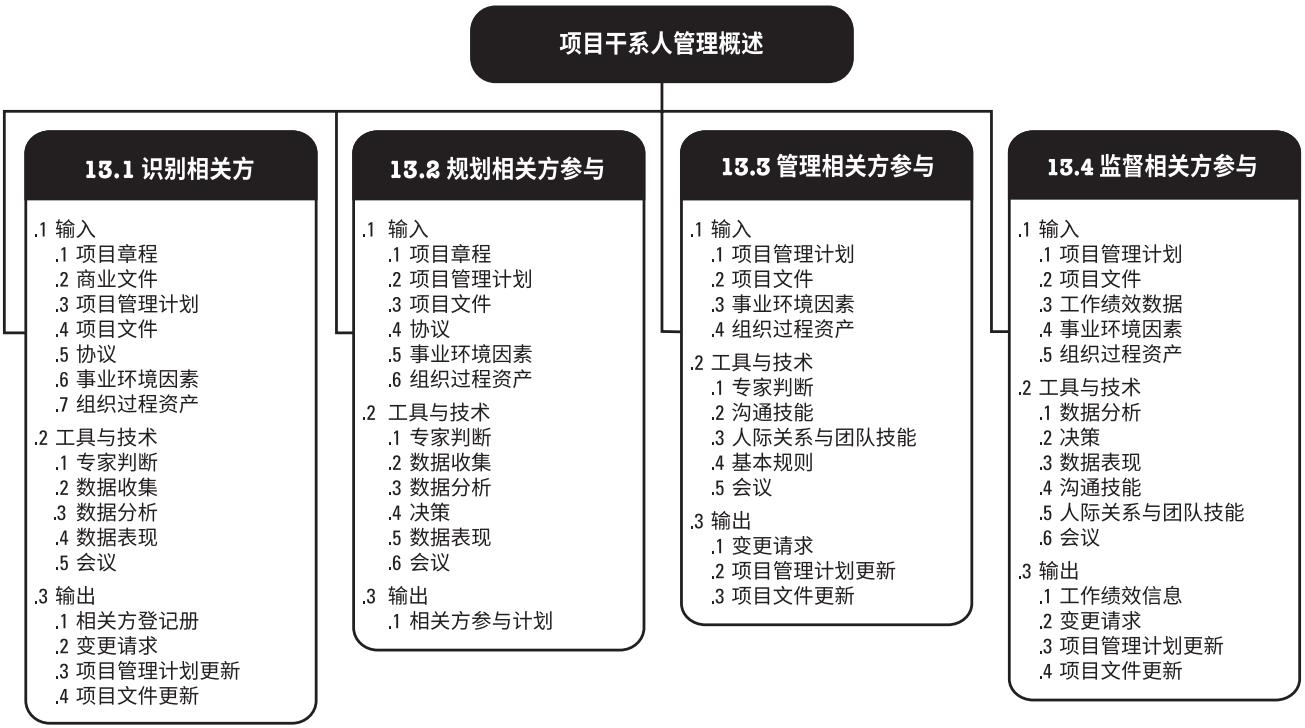 项目干系人管理概述
13.1 识别相关方
.1 输入
.1 项目章程
.2 商业文件
.3 项目管理计划
.4 项目文件
.5 协议
.6 事业环境因素
.7 组织过程资产
.2 工具与技术
.1 专家判断
.2 数据收集
.3 数据分析
.4 数据表现
.5 会议
.3 输出
.1 相关方登记册
.2 变更请求
.3 项目管理计划更新
.4 项目文件更新
13.2 规划相关方参与
.1 输入
.1 项目章程
.2 项目管理计划
.3 项目文件
.4 协议
.5 事业环境因素
.6 组织过程资产
.2 工具与技术
.1 专家判断
.2 数据收集
.3 数据分析
.4 决策
.5 数据表现
.6 会议
.3 输出
.1 相关方参与计划
13.3 管理相关方参与
.1 输入
.1 项目管理计划
.2 项目文件
.3 事业环境因素
.4 组织过程资产
.2 工具与技术
.1 专家判断
.2 沟通技能
.3 人际关系与团队技能
.4 基本规则
.5 会议
.3 输出
.1 变更请求
.2 项目管理计划更新
.3 项目文件更新
13.4 监督相关方参与
.1 输入
.1 项目管理计划
.2 项目文件
.3 工作绩效数据
.4 事业环境因素
.5 组织过程资产
.2 工具与技术
.1 数据分析
.2 决策
.3 数据表现
.4 沟通技能
.5 人际关系与团队技能
.6 会议
.3 输出
.1 工作绩效信息
.2 变更请求
.3 项目管理计划更新
.4 项目文件更新